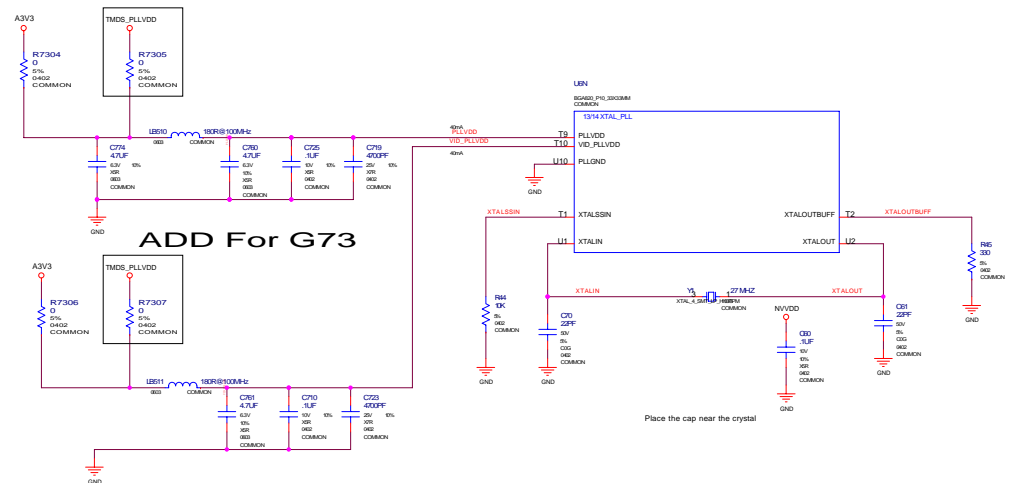 A3V3
TMDS_PLLVDD
R7304
0
5%
0402
COMMON
R7305
0
5%
0402
COMMON
LB510
180R@100MHz
0603
COMMON
C774
4.7UF
6.3V
10%
X5R
0603
COMMON
C760
4.7UF
6.3V
10%
X5R
0603
COMMON
C725
.1UF
10V
10%
X5R
0402
COMMON
C719
4700PF
25V
10%
X7R
0402
COMMON
GND
40mA
PLLVDD
VID_PLLVDD
40mA
U6N
BGA820_P10_33X33MM
COMMON
13/14 XTAL_PLL
T9
PLLVDD
T10
VID_PLLVDD
U10
PLLGND
GND
XTALSSIN
T1
XTALSSIN
U1
XTALIN
XTALOUTBUFF
T2
XTALOUTBUFF
XTALOUT
U2
R45
330
5%
0402
COMMON
GND
ADD For G73
A3V3
TMDS_PLLVDD
R7306
0
5%
0402
COMMON
R7307
0
5%
0402
COMMON
LB511
180R@100MHz
0603
COMMON
C761
4.7UF
6.3V
10%
X5R
0603
COMMON
C710
.1UF
10V
10%
X5R
0402
COMMON
C723
4700PF
25V
10%
X7R
0402
COMMON
GND
R44
10K
5%
0402
COMMON
GND
XTALIN
Y1
3
1
27 MHZ
COMMON
XTALOUT
C70
22PF
50V
5%
C0G
0402
COMMON
GND
NVVDD
C60
.1UF
10V
10%
X5R
0402
COMMON
GND
C61
22PF
50V
5%
C0G
0402
COMMON
GND
Place the cap near the crystal